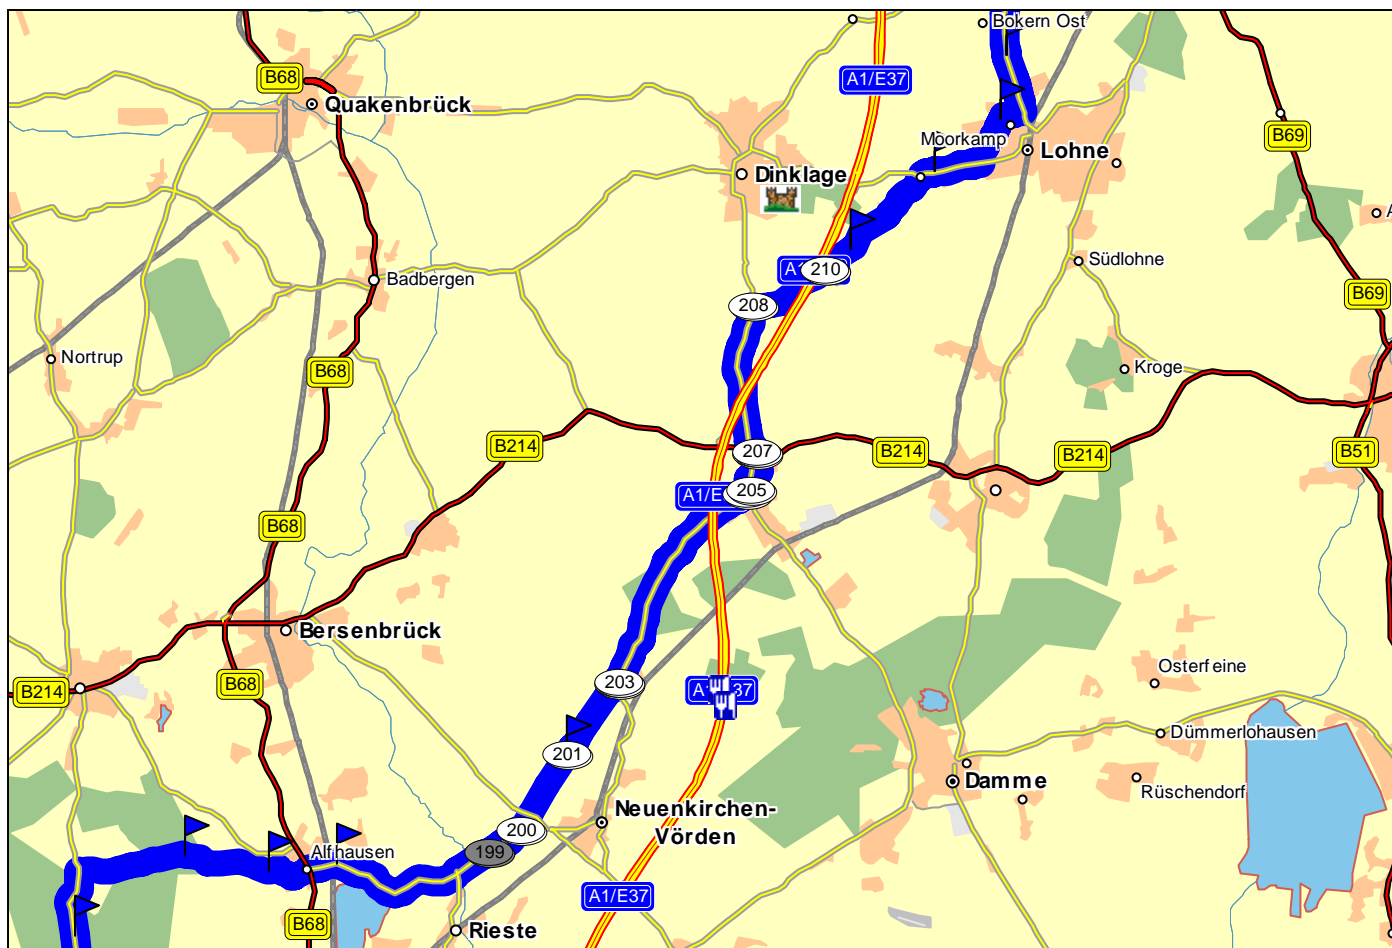 Bokern Ost
B68
A1/E37
Quakenbrück
B69
Moorkamp
Lohne
Dinklage
Südlohne
210
Badbergen
B69
208
Nortrup
Kroge
B68
B214
207
B214
B214
B51
205
B68
Bersenbrück
Osterfeine
203
B68
B214
Dümmerlohausen
201
Damme
Rüschendorf
Neuenkirchen-
Vörden
200
Alfhausen
199
A1/E37
B68
Rieste